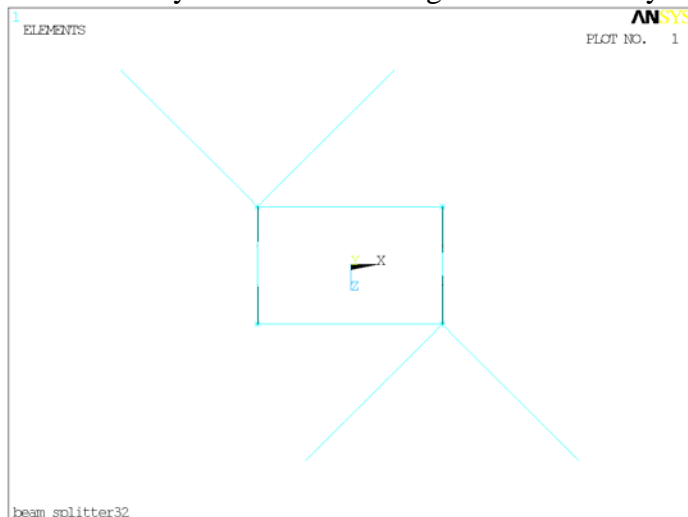 1
ELEMENTS
ANSYS
PLOT NO. 1
Y
X
Z
beam splitter32